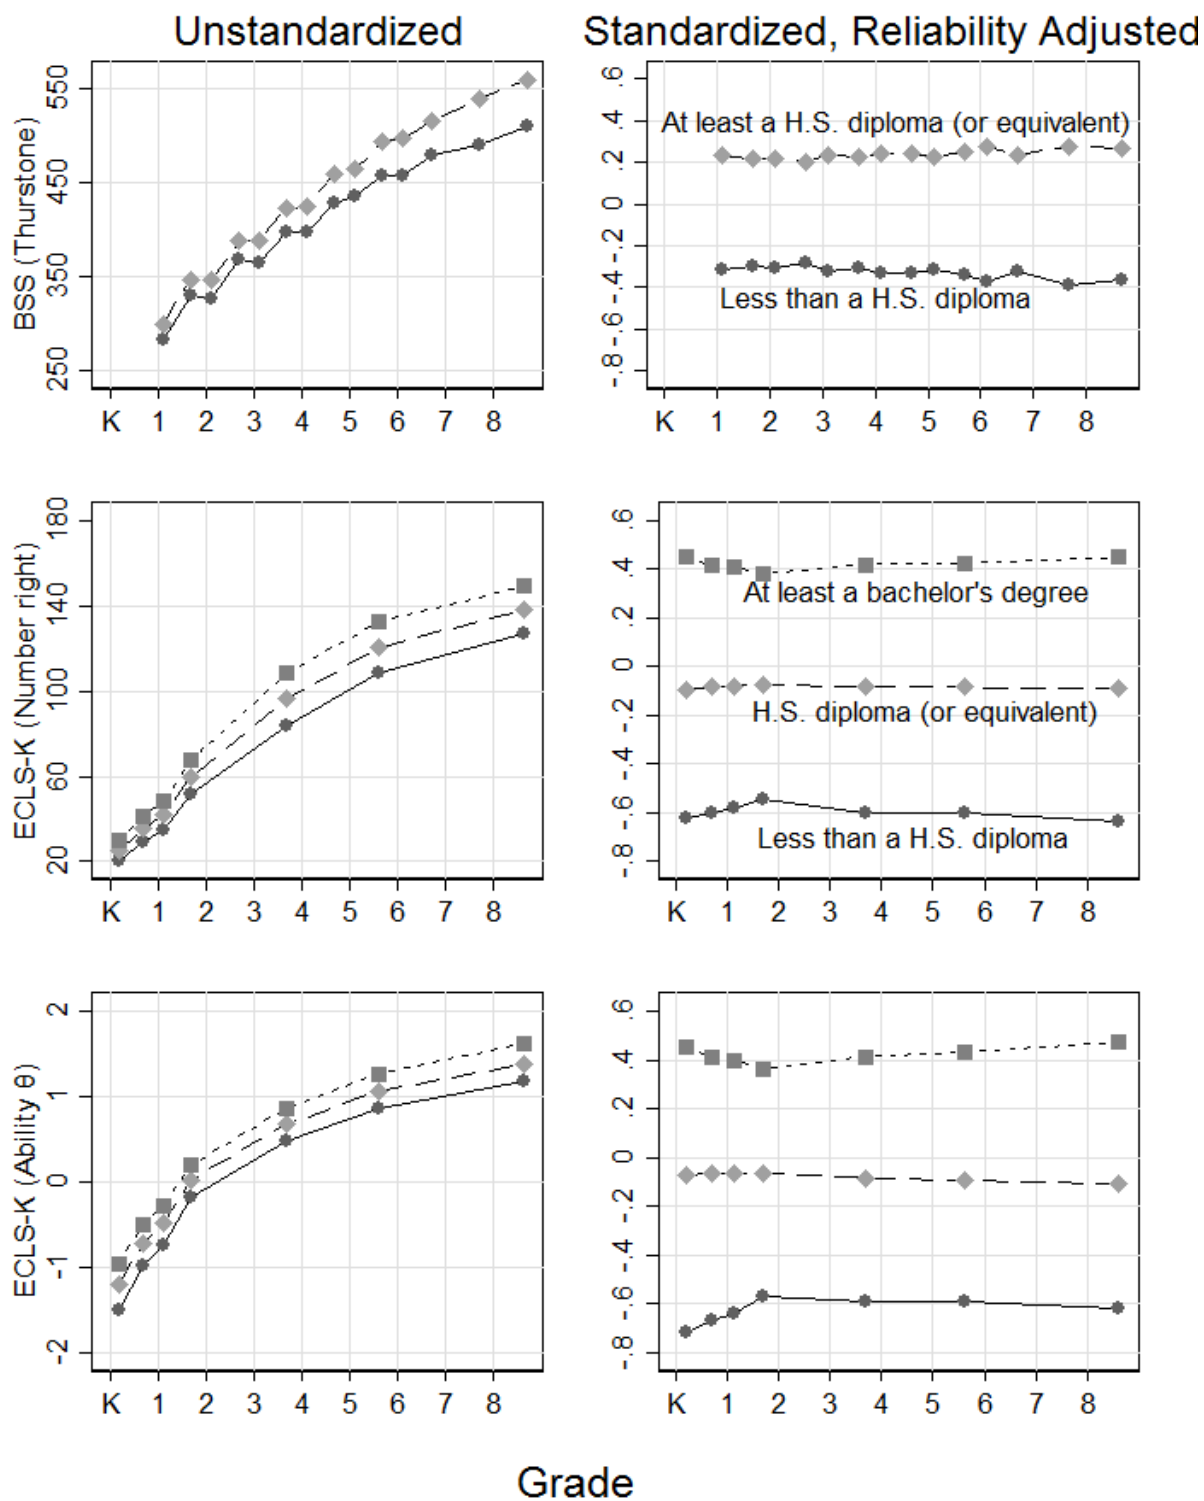 Unstandardized
Standardized, Reliability Adjusted
BSS (Thurstone)
550
450
350
250
K 1 2 3 4 5 6 7 8
.6
.4
.2
0
-.2
-.4
-.6
-.8
At least a H.S. diploma (or equivalent)
Less than a H.S. diploma
K 1 2 3 4 5 6 7 8
ECLS-K (Number right)
180
140
100
60
20
K 1 2 3 4 5 6 7 8
.6
.4
.2
0
-.2
-.4
-.6
-.8
At least a bachelor's degree
H.S. diploma (or equivalent)
Less than a H.S. diploma
K 1 2 3 4 5 6 7 8
ECLS-K (Ability θ)
2
1
0
-1
-2
K 1 2 3 4 5 6 7 8
.6
.4
.2
0
-.2
-.4
-.6
-.8
K 1 2 3 4 5 6 7 8
Grade